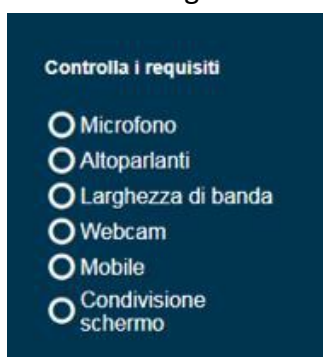 Controlla i requisiti
Microfono
Altoparlanti
Larghezza di banda
Webcam
Mobile
Condivisione
schermo